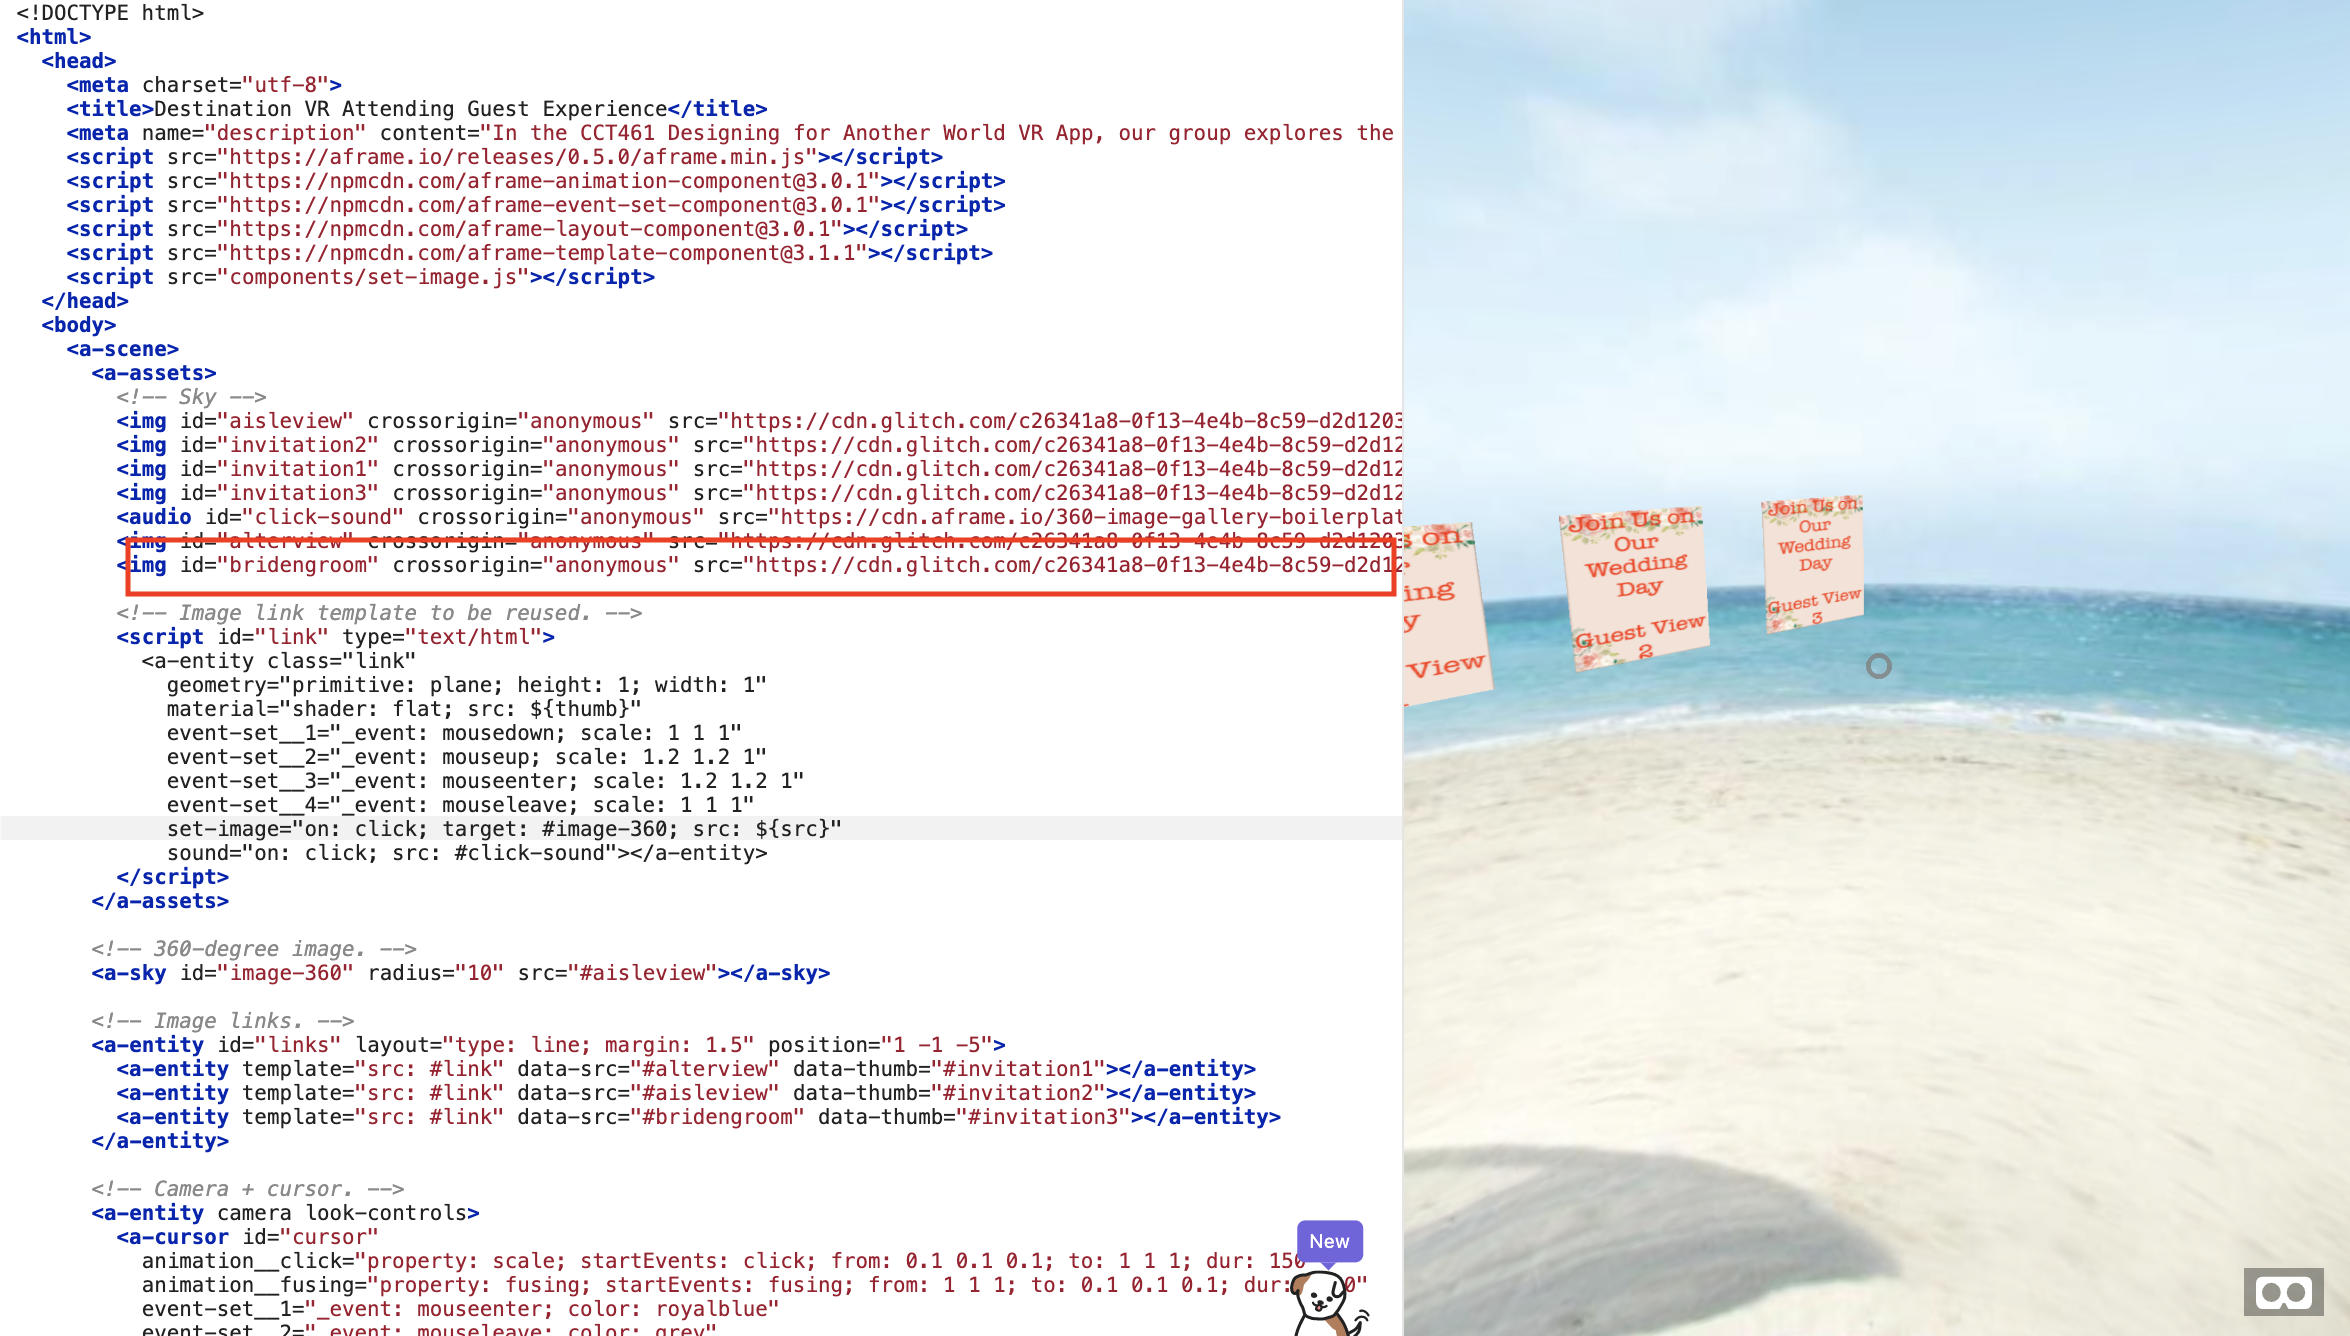 <!DOCTYPE html>
<html>
<head>
<meta charset="utf-8">
<title>Destination VR Attending Guest Experience</title>
<meta name="description" content="In the CCT461 Designing for Another World VR App, our group explores the
<script src="https://aframe.io/releases/0.5.0/aframe.min.js"></script>
<script src="https://npmcdn.com/aframe-animation-component@3.0.1"></script>
<script src="https://npmcdn.com/aframe-event-set-component@3.0.1"></script>
<script src="https://npmcdn.com/aframe-layout-component@3.0.1"></script>
<script src="https://npmcdn.com/aframe-template-component@3.1.1"></script>
<script src="components/set-image.js"></script>
</head>
<body>
<a-scene>
<a-assets>
<!-- Sky -->
<img id="aisleview" crossorigin="anonymous" src="https://cdn.glitch.com/c26341a8-0f13-4e4b-8c59-d2d1203
<img id="invitation2" crossorigin="anonymous" src="https://cdn.glitch.com/c26341a8-0f13-4e4b-8c59-d2d12
<img id="invitation1" crossorigin="anonymous" src="https://cdn.glitch.com/c26341a8-0f13-4e4b-8c59-d2d12
<img id="invitation3" crossorigin="anonymous" src="https://cdn.glitch.com/c26341a8-0f13-4e4b-8c59-d2d12
<audio id="click-sound" crossorigin="anonymous" src="https://cdn.aframe.io/360-image-gallery-boilerplat
<img id="alterview" crossorigin="anonymous" src="https://cdn.glitch.com/c26341a8-0f13-4e4b-8c59-d2d1203
<img id="bridengroom" crossorigin="anonymous" src="https://cdn.glitch.com/c26341a8-0f13-4e4b-8c59-d2d12
<!-- Image link template to be reused. -->
<script id="link" type="text/html">
<a-entity class="link"
geometry="primitive: plane; height: 1; width: 1"
material="shader: flat; src: ${thumb}"
event-set__1="_event: mousedown; scale: 1 1 1"
event-set__2="_event: mouseup; scale: 1.2 1.2 1"
event-set__3="_event: mouseenter; scale: 1.2 1.2 1"
event-set__4="_event: mouseleave; scale: 1 1 1"
set-image="on: click; target: #image-360; src: ${src}"
sound="on: click; src: #click-sound"></a-entity>
</script>
</a-assets>
<!-- 360-degree image. -->
<a-sky id="image-360" radius="10" src="#aisleview"></a-sky>
<!-- Image links. -->
<a-entity id="links" layout="type: line; margin: 1.5" position="1 -1 -5">
<a-entity template="src: #link" data-src="#alterview" data-thumb="#invitation1"></a-entity>
<a-entity template="src: #link" data-src="#aisleview" data-thumb="#invitation2"></a-entity>
<a-entity template="src: #link" data-src="#bridengroom" data-thumb="#invitation3"></a-entity>
</a-entity>
<!-- Camera + cursor. -->
<a-entity camera look-controls>
<a-cursor id="cursor"
animation__click="property: scale; startEvents: click; from: 0.1 0.1 0.1; to: 1 1 1; dur: 150
animation__fusing="property: fusing; startEvents: fusing; from: 1 1 1; to: 0.1 0.1 0.1; dur: 0"
event-set__1="_event: mouseenter; color: royalblue"
event-set__2="_event: mouseleave; color: grey"
New
s on
ing
y
View
Join Us on
Our
Wedding
Day
Guest View
2
Join Us on
Our
Wedding
Day
Guest View
3